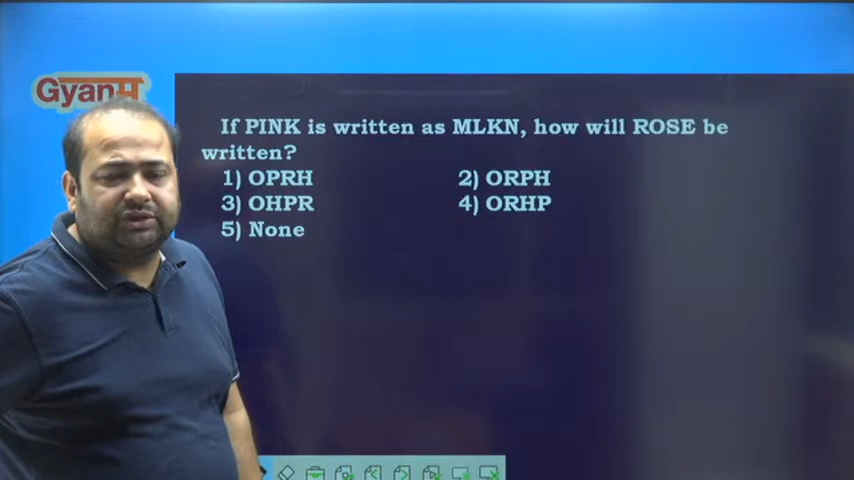 Gyanम
If PINK is written as MLKN, how will ROSE be
written?
1) OPRH 2) ORPH
3) OHPR 4) ORHP
5) None